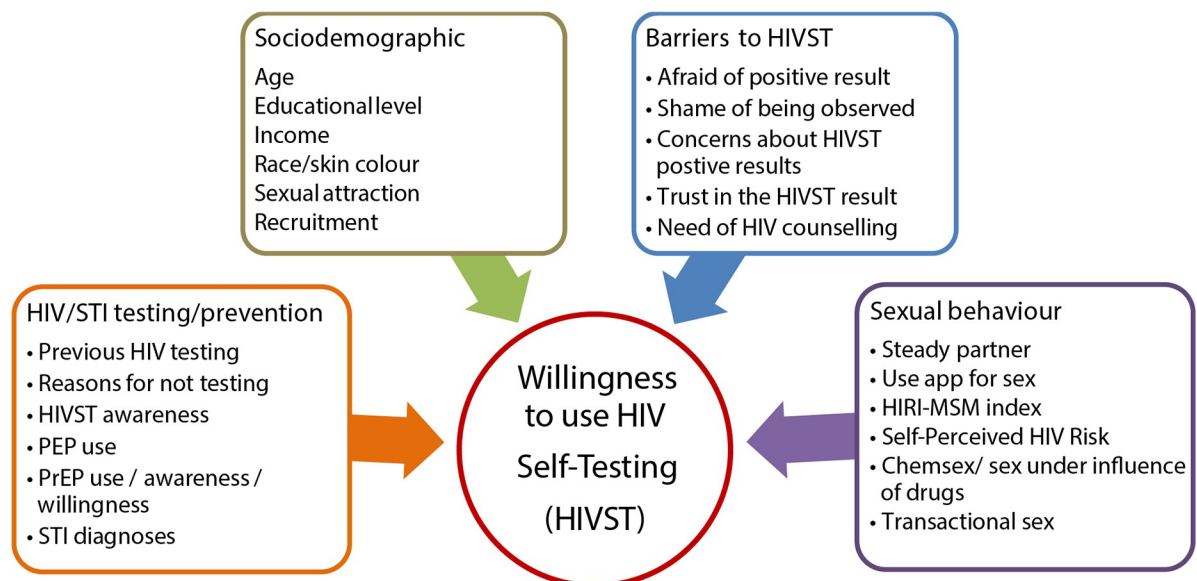 Sociodemographic
Age
Educational level
Income
Race/skin colour
Sexual attraction
Recruitment
Barriers to HIVST
• Afraid of positive result
• Shame of being observed
• Concerns about HIVST
postive results
• Trust in the HIVST result
• Need of HIV counselling
HIV/STI testing/prevention
• Previous HIV testing
• Reasons for not testing
• HIVST awareness
• PEP use
• PrEP use / awareness /
willingness
• STI diagnoses
Willingness
to use HIV
Self-Testing
(HIVST)
Sexual behaviour
• Steady partner
• Use app for sex
• HIRI-MSM index
• Self-Perceived HIV Risk
• Chemsex/ sex under influence
of drugs
• Transactional sex